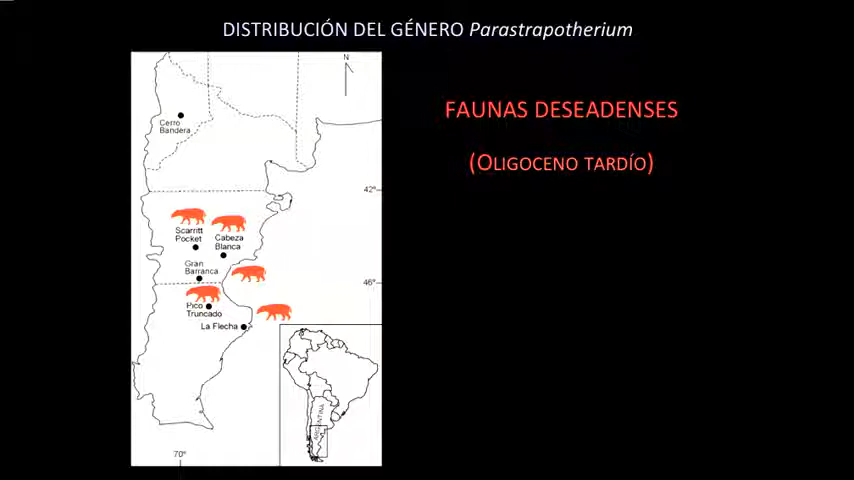 DISTRIBUCIÓN DEL GÉNERO Parastrapotherium
N
FAUNAS DESEADENSES
(OLIGOCENO TARDÍO)
Cerro
Bandera
42°
Scarritt
Pocket
Cabeza
Blanca
Gran
Barranca
46°
Pico
Truncado
La Flecha
ARGENTINA
70°